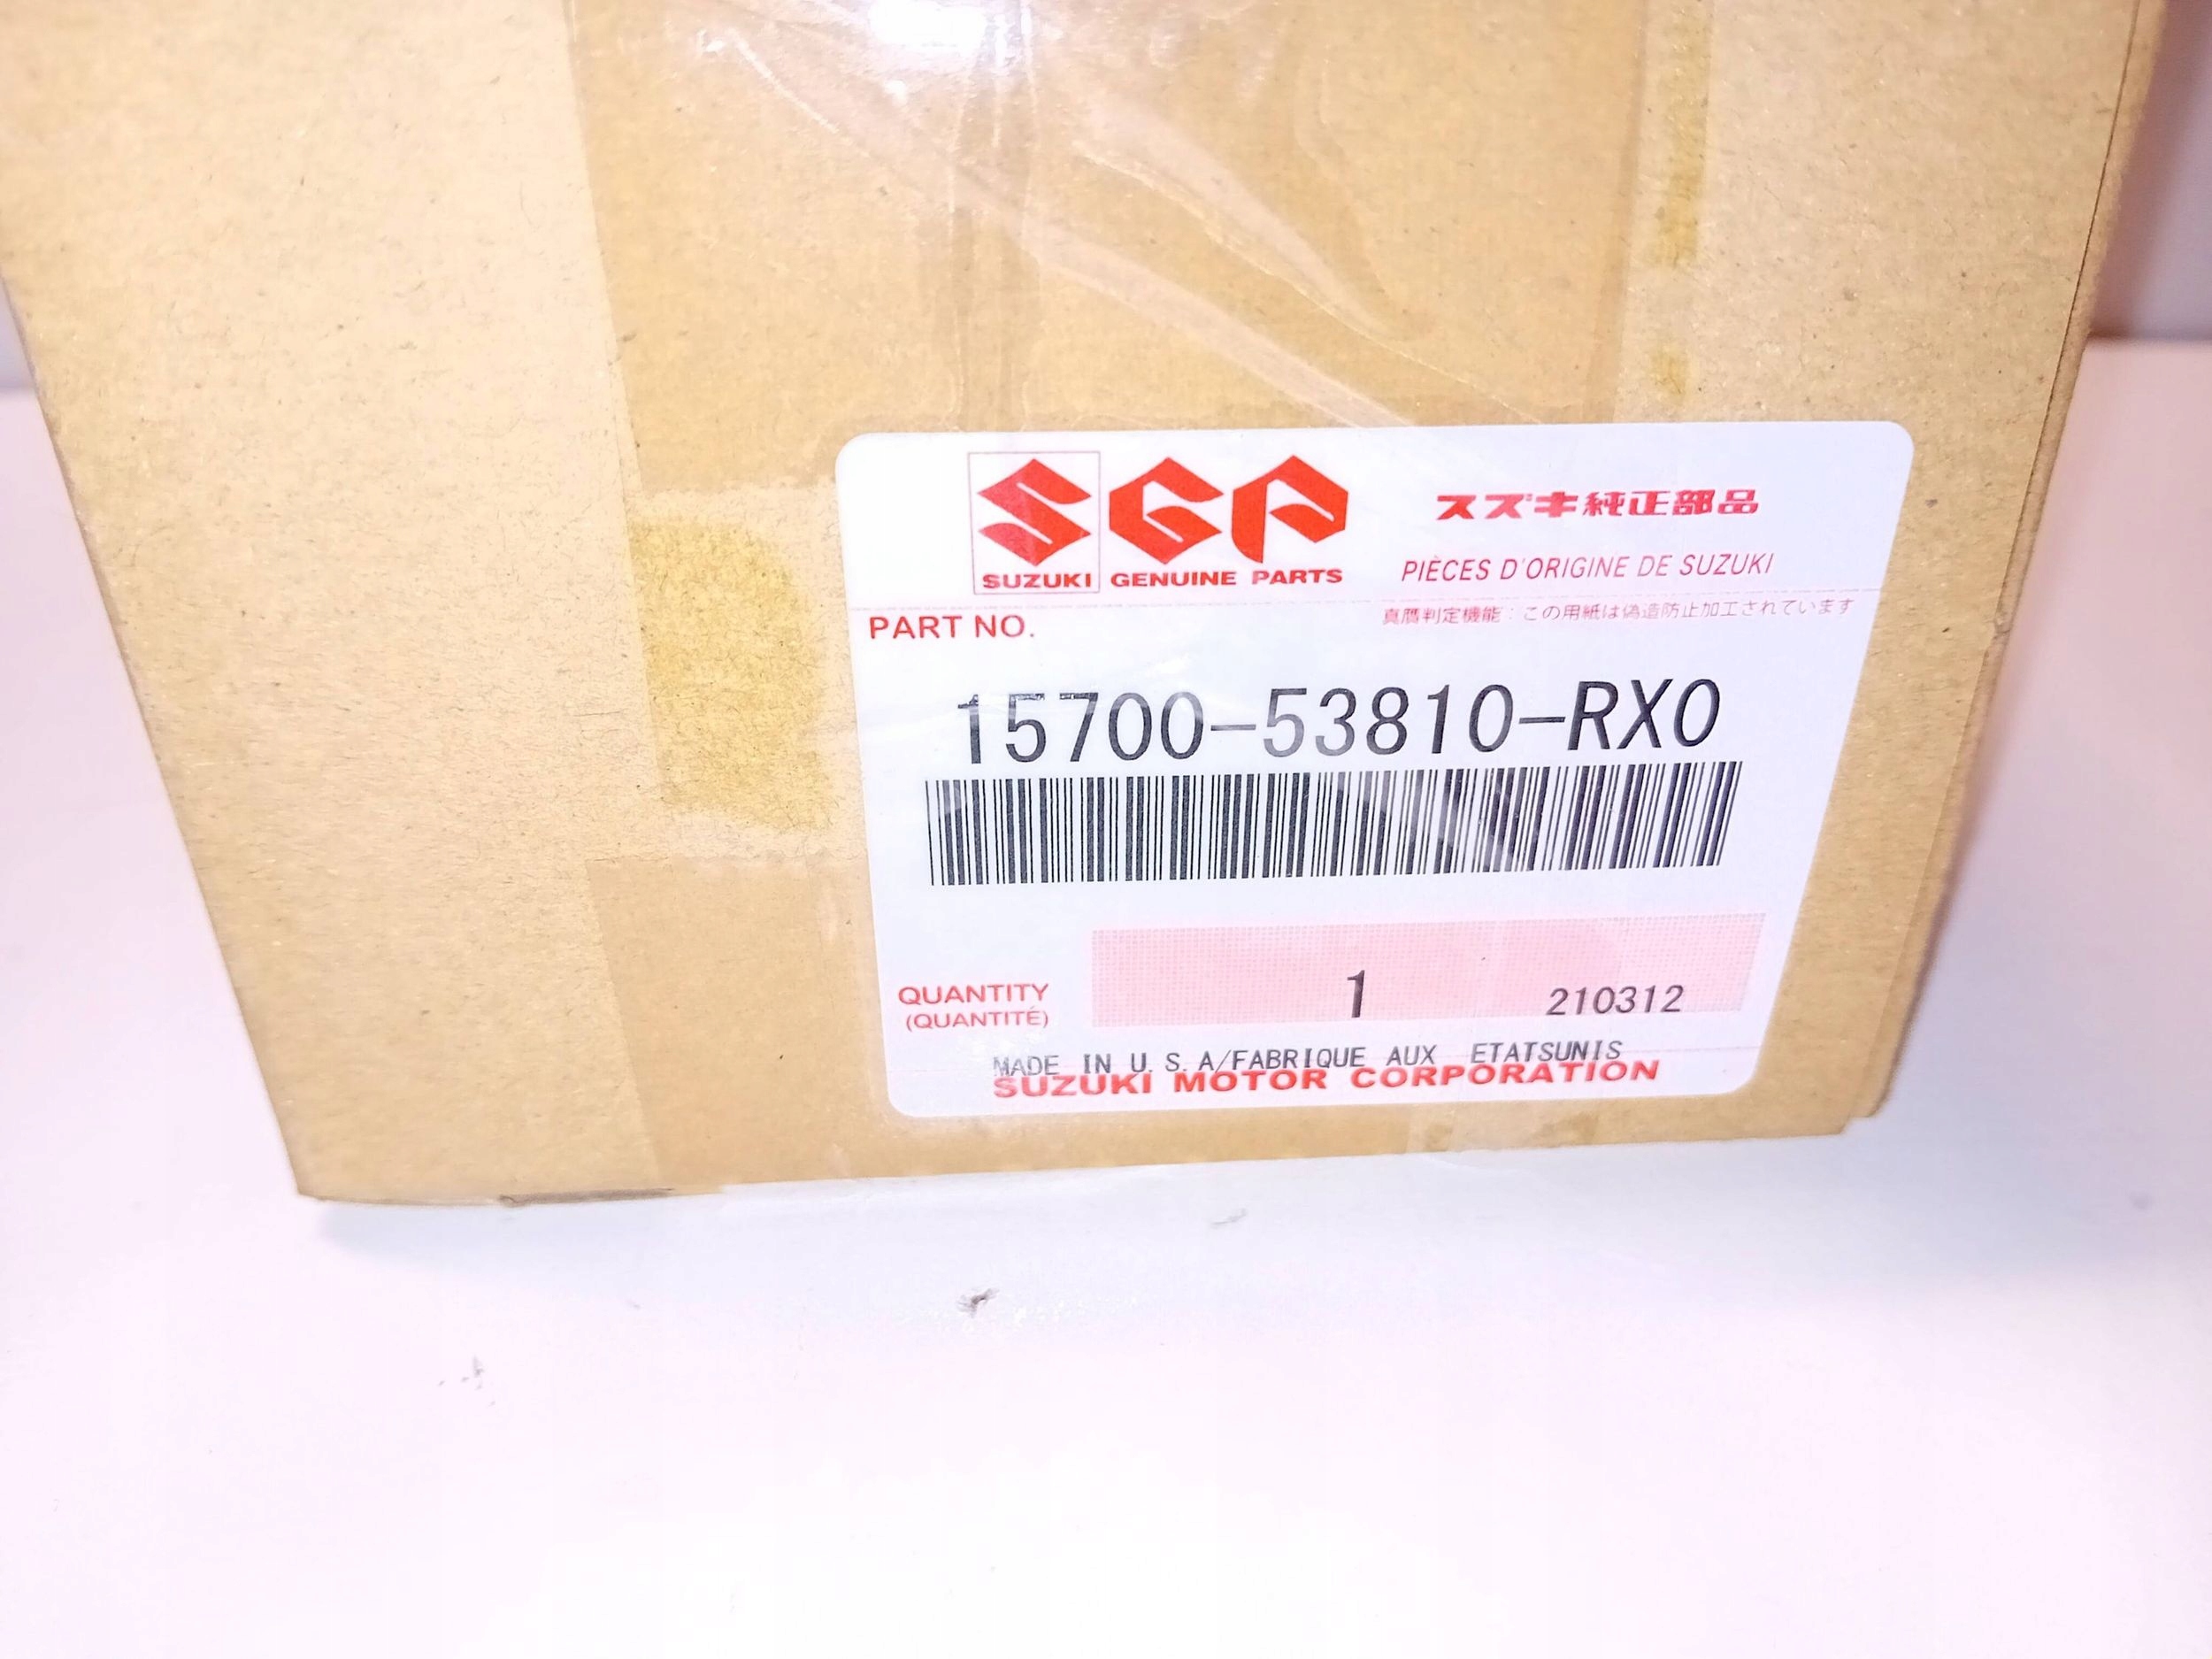 SGP
スズキ純正部品
SUZUKI GENUINE PARTS
PIÈCES D'ORIGINE DE SUZUKI
真贋判定機能：この用紙は偽造防止加工されています
PART NO.
15700-53810-RX0
QUANTITY
(QUANTITÉ)
1 210312
MADE IN U.S.A/FABRIQUE AUX ETATSUNIS
SUZUKI MOTOR CORPORATION